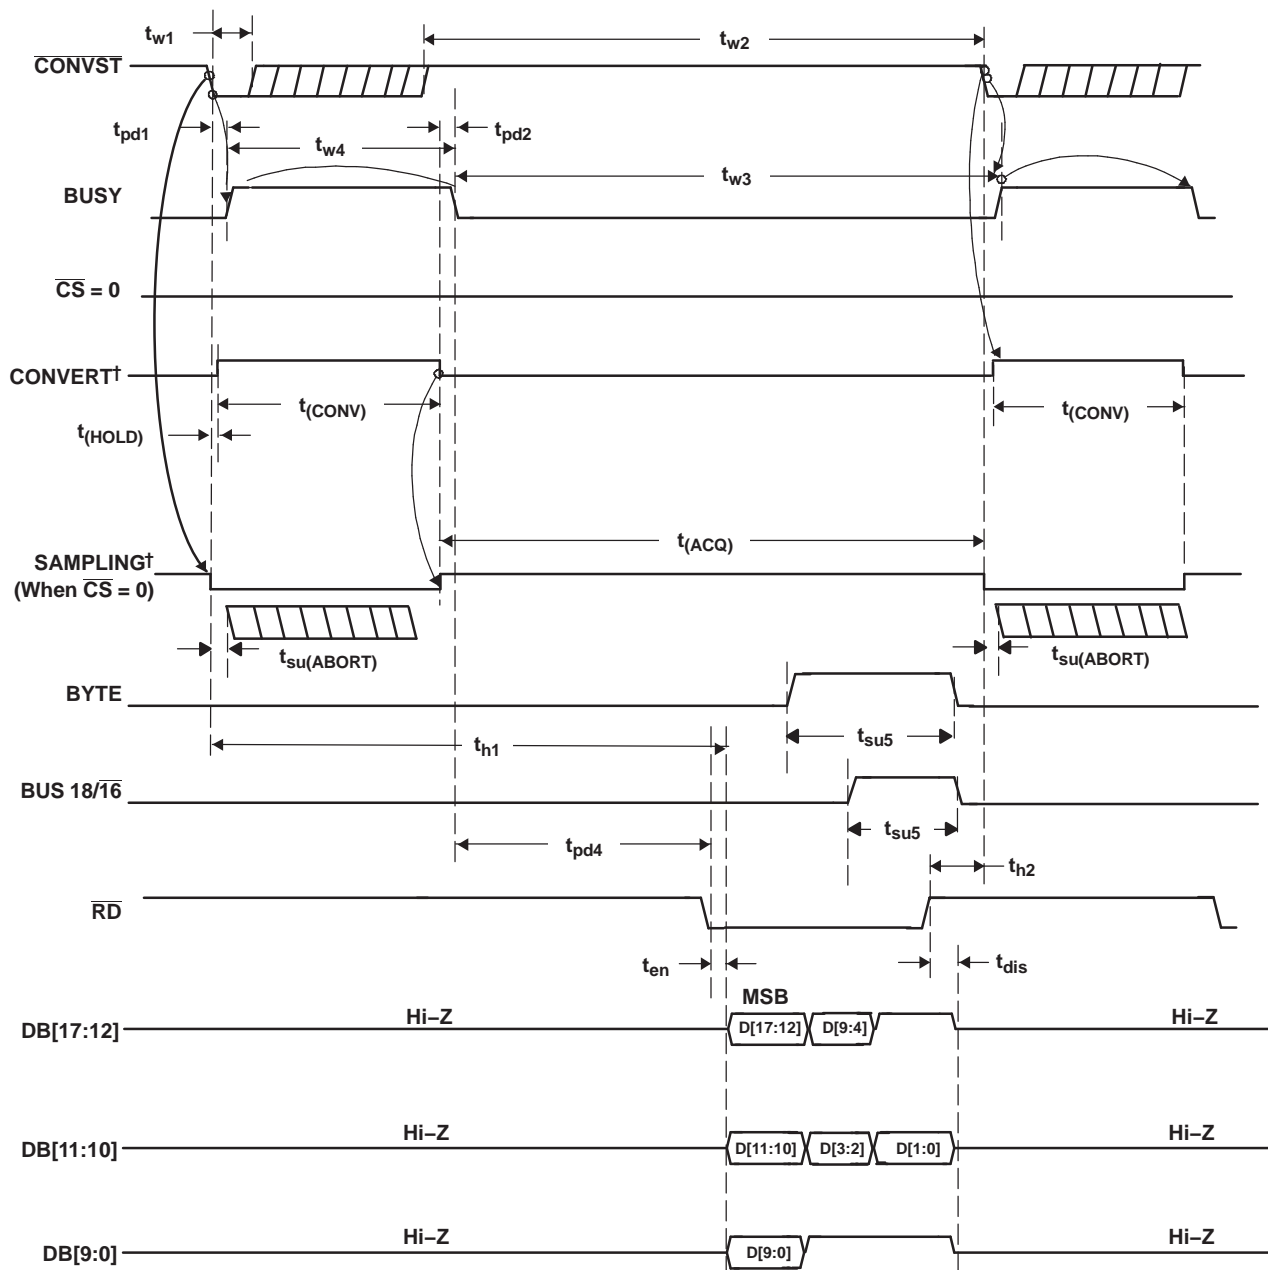 tw1
tw2
CONVST
tpd1
tpd2
tw4
tw3
BUSY
CS = 0
CONVERT†
t(CONV)
t(CONV)
t(HOLD)
t(ACQ)
SAMPLING†
(When CS = 0)
tsu(ABORT)
tsu(ABORT)
BYTE
th1
tsu5
BUS 18/16
tsu5
tpd4
th2
RD
ten
tdis
MSB
DB[17:12]
Hi–Z
D[17:12]
D[9:4]
Hi–Z
DB[11:10]
Hi–Z
D[11:10]
D[3:2]
D[1:0]
Hi–Z
DB[9:0]
Hi–Z
D[9:0]
Hi–Z